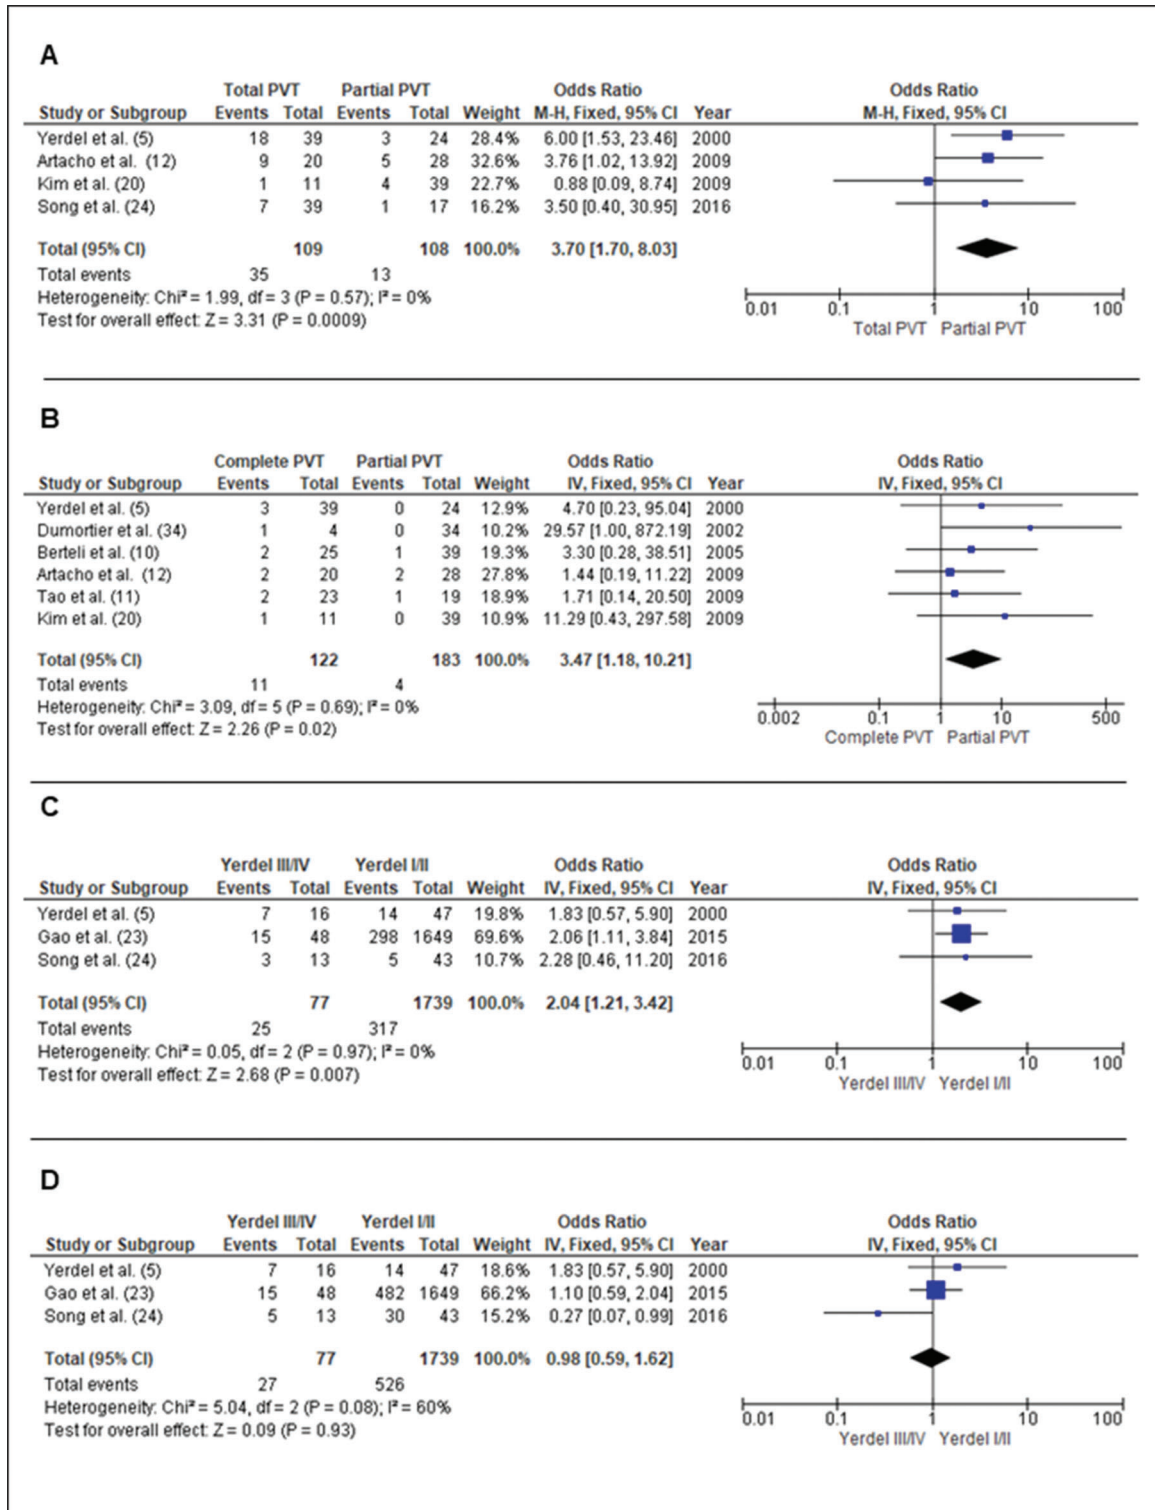 A
Total PVT Partial PVT Odds Ratio Odds Ratio
Study or Subgroup Events Total Events Total Weight M-H, Fixed, 95% CI Year M-H, Fixed, 95% CI
Yerdel et al. (5) 18 39 3 24 28.4% 6.00 [1.53, 23.46] 2000
Artacho et al. (12) 9 20 5 28 32.6% 3.76 [1.02, 13.92] 2009
Kim et al. (20) 1 11 4 39 22.7% 0.88 [0.09, 8.74] 2009
Song et al. (24) 7 39 1 17 16.2% 3.50 [0.40, 30.95] 2016
Total (95% CI) 109 108 100.0% 3.70 [1.70, 8.03]
Total events 35 13
Heterogeneity: Chi² = 1.99, df = 3 (P = 0.57); I² = 0%
Test for overall effect: Z = 3.31 (P = 0.0009)
0.01 0.1 1 10 100
Total PVT Partial PVT
B
Complete PVT Partial PVT Odds Ratio Odds Ratio
Study or Subgroup Events Total Events Total Weight IV, Fixed, 95% CI Year IV, Fixed, 95% CI
Yerdel et al. (5) 3 39 0 24 12.9% 4.70 [0.23, 95.04] 2000
Dumortier et al. (34) 1 4 0 34 10.2% 29.57 [1.00, 872.19] 2002
Berteli et al. (10) 2 25 1 39 19.3% 3.30 [0.28, 38.51] 2005
Artacho et al. (12) 2 20 2 28 27.8% 1.44 [0.19, 11.22] 2009
Tao et al. (11) 2 23 1 19 18.9% 1.71 [0.14, 20.50] 2009
Kim et al. (20) 1 11 0 39 10.9% 11.29 [0.43, 297.58] 2009
Total (95% CI) 122 183 100.0% 3.47 [1.18, 10.21]
Total events 11 4
Heterogeneity: Chi² = 3.09, df = 5 (P = 0.69); I² = 0%
Test for overall effect: Z = 2.26 (P = 0.02)
0.002 0.1 1 10 500
Complete PVT Partial PVT
C
Yerdel III/IV Yerdel I/II Odds Ratio Odds Ratio
Study or Subgroup Events Total Events Total Weight IV, Fixed, 95% CI Year IV, Fixed, 95% CI
Yerdel et al. (5) 7 16 14 47 19.8% 1.83 [0.57, 5.90] 2000
Gao et al. (23) 15 48 298 1649 69.6% 2.06 [1.11, 3.84] 2015
Song et al. (24) 3 13 5 43 10.7% 2.28 [0.46, 11.20] 2016
Total (95% CI) 77 1739 100.0% 2.04 [1.21, 3.42]
Total events 25 317
Heterogeneity: Chi² = 0.05, df = 2 (P = 0.97); I² = 0%
Test for overall effect: Z = 2.68 (P = 0.007)
0.01 0.1 1 10 100
Yerdel III/IV Yerdel I/II
D
Yerdel III/IV Yerdel I/II Odds Ratio Odds Ratio
Study or Subgroup Events Total Events Total Weight IV, Fixed, 95% CI Year IV, Fixed, 95% CI
Yerdel et al. (5) 7 16 14 47 18.6% 1.83 [0.57, 5.90] 2000
Gao et al. (23) 15 48 482 1649 66.2% 1.10 [0.59, 2.04] 2015
Song et al. (24) 5 13 30 43 15.2% 0.27 [0.07, 0.99] 2016
Total (95% CI) 77 1739 100.0% 0.98 [0.59, 1.62]
Total events 27 526
Heterogeneity: Chi² = 5.04, df = 2 (P = 0.08); I² = 60%
Test for overall effect: Z = 0.09 (P = 0.93)
0.01 0.1 1 10 100
Yerdel III/IV Yerdel I/II